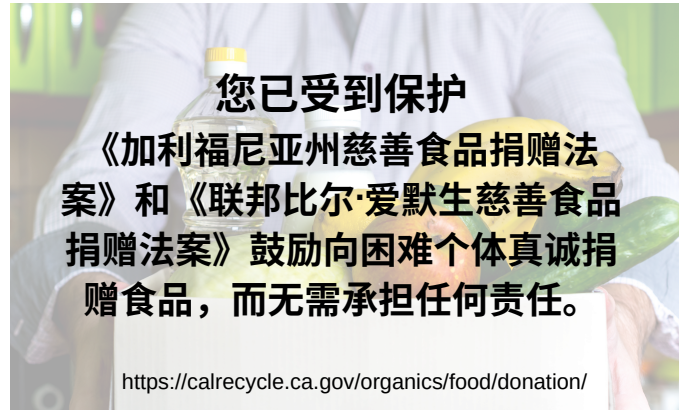 您已受到保护
《加利福尼亚州慈善食品捐赠法
案》和《联邦比尔·爱默生慈善食品
捐赠法案》鼓励向困难个体真诚捐
赠食品，而无需承担任何责任。
https://calrecycle.ca.gov/organics/food/donation/